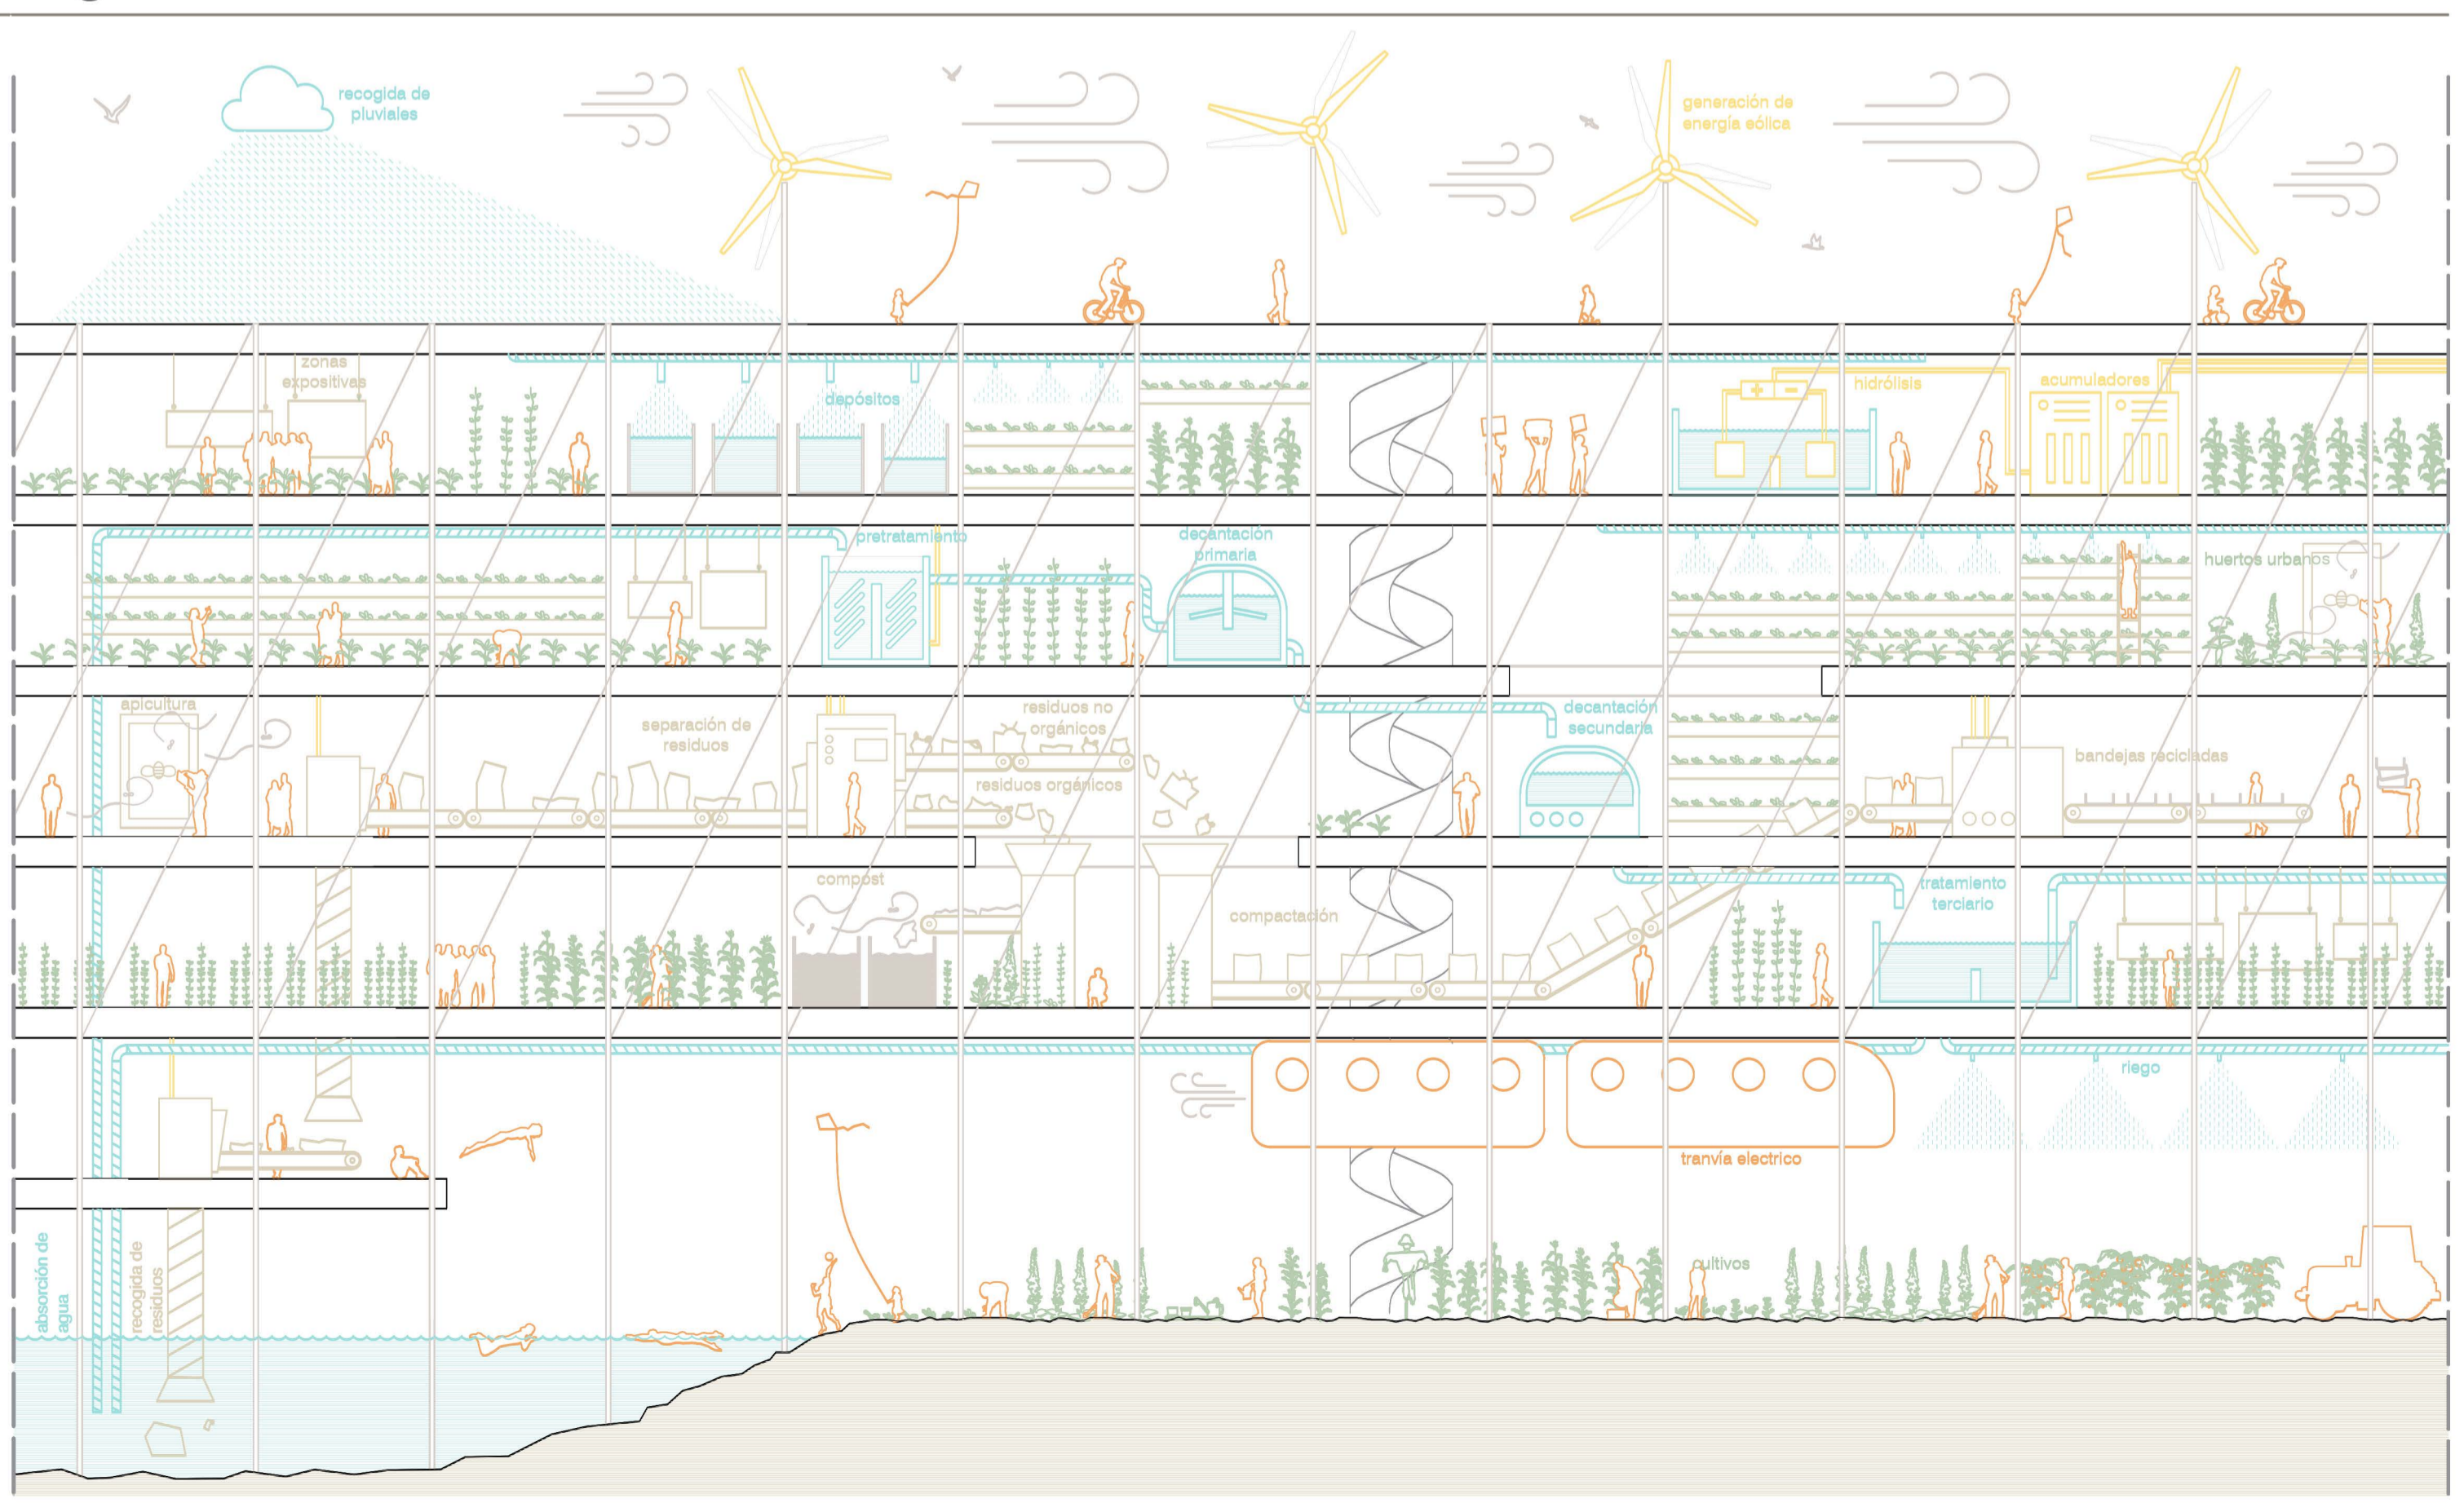 recogida de
pluviales
generación de
energía eólica
zonas
expositivas
depósitos
hidrólisis
acumuladores
pretratamiento
decantación
primaria
huertos urbanos
apicultura
separación de
residuos
residuos no
orgánicos
residuos orgánicos
decantación
secundaria
bandejas recicladas
compost
compactación
tratamiento
terciario
riego
tranvía electrico
absorción de
agua
recogida de
residuos
cultivos